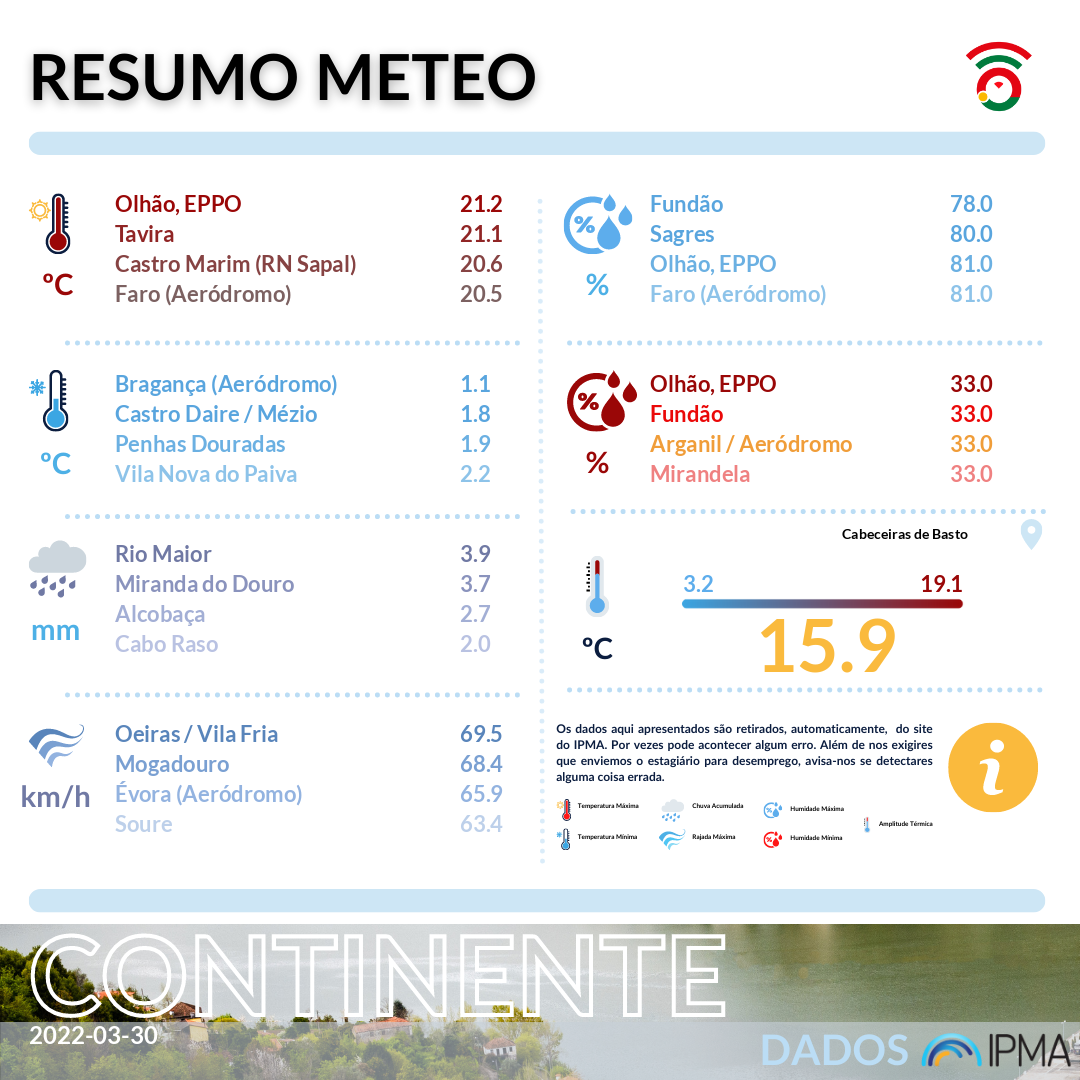 RESUMO METEO
Olhão, EPPO 21.2
Tavira 21.1
Castro Marim (RN Sapal) 20.6
Faro (Aeródromo) 20.5
ºC
Bragança (Aeródromo) 1.1
Castro Daire / Mézio 1.8
Penhas Douradas 1.9
Vila Nova do Paiva 2.2
ºC
Rio Maior 3.9
Miranda do Douro 3.7
Alcobaça 2.7
Cabo Raso 2.0
mm
Oeiras / Vila Fria 69.5
Mogadouro 68.4
Évora (Aeródromo) 65.9
Soure 63.4
km/h
%
Fundão 78.0
Sagres 80.0
Olhão, EPPO 81.0
Faro (Aeródromo) 81.0
%
%
Olhão, EPPO 33.0
Fundão 33.0
Arganil / Aeródromo 33.0
Mirandela 33.0
%
Cabeceiras de Basto
3.2 19.1
15.9
ºC
Os dados aqui apresentados são retirados, automaticamente, do site
do IPMA. Por vezes pode acontecer algum erro. Além de nos exigires
que enviemos o estagiário para desemprego, avisa-nos se detectares
alguma coisa errada.
i
Temperatura Máxima Chuva Acumulada Humidade Máxima
Amplitude Térmica
Temperatura Mínima Rajada Máxima Humidade Mínima
CONTINENTE
2022-03-30
DADOS IPMA